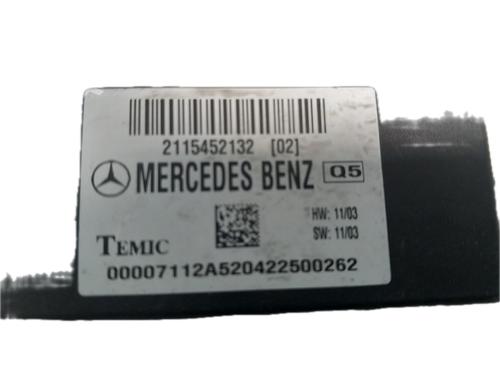 2115452132 [02]
MERCEDES BENZ Q5
HW: 11/03
SW: 11/03
TEMIC
00007112A520422500262